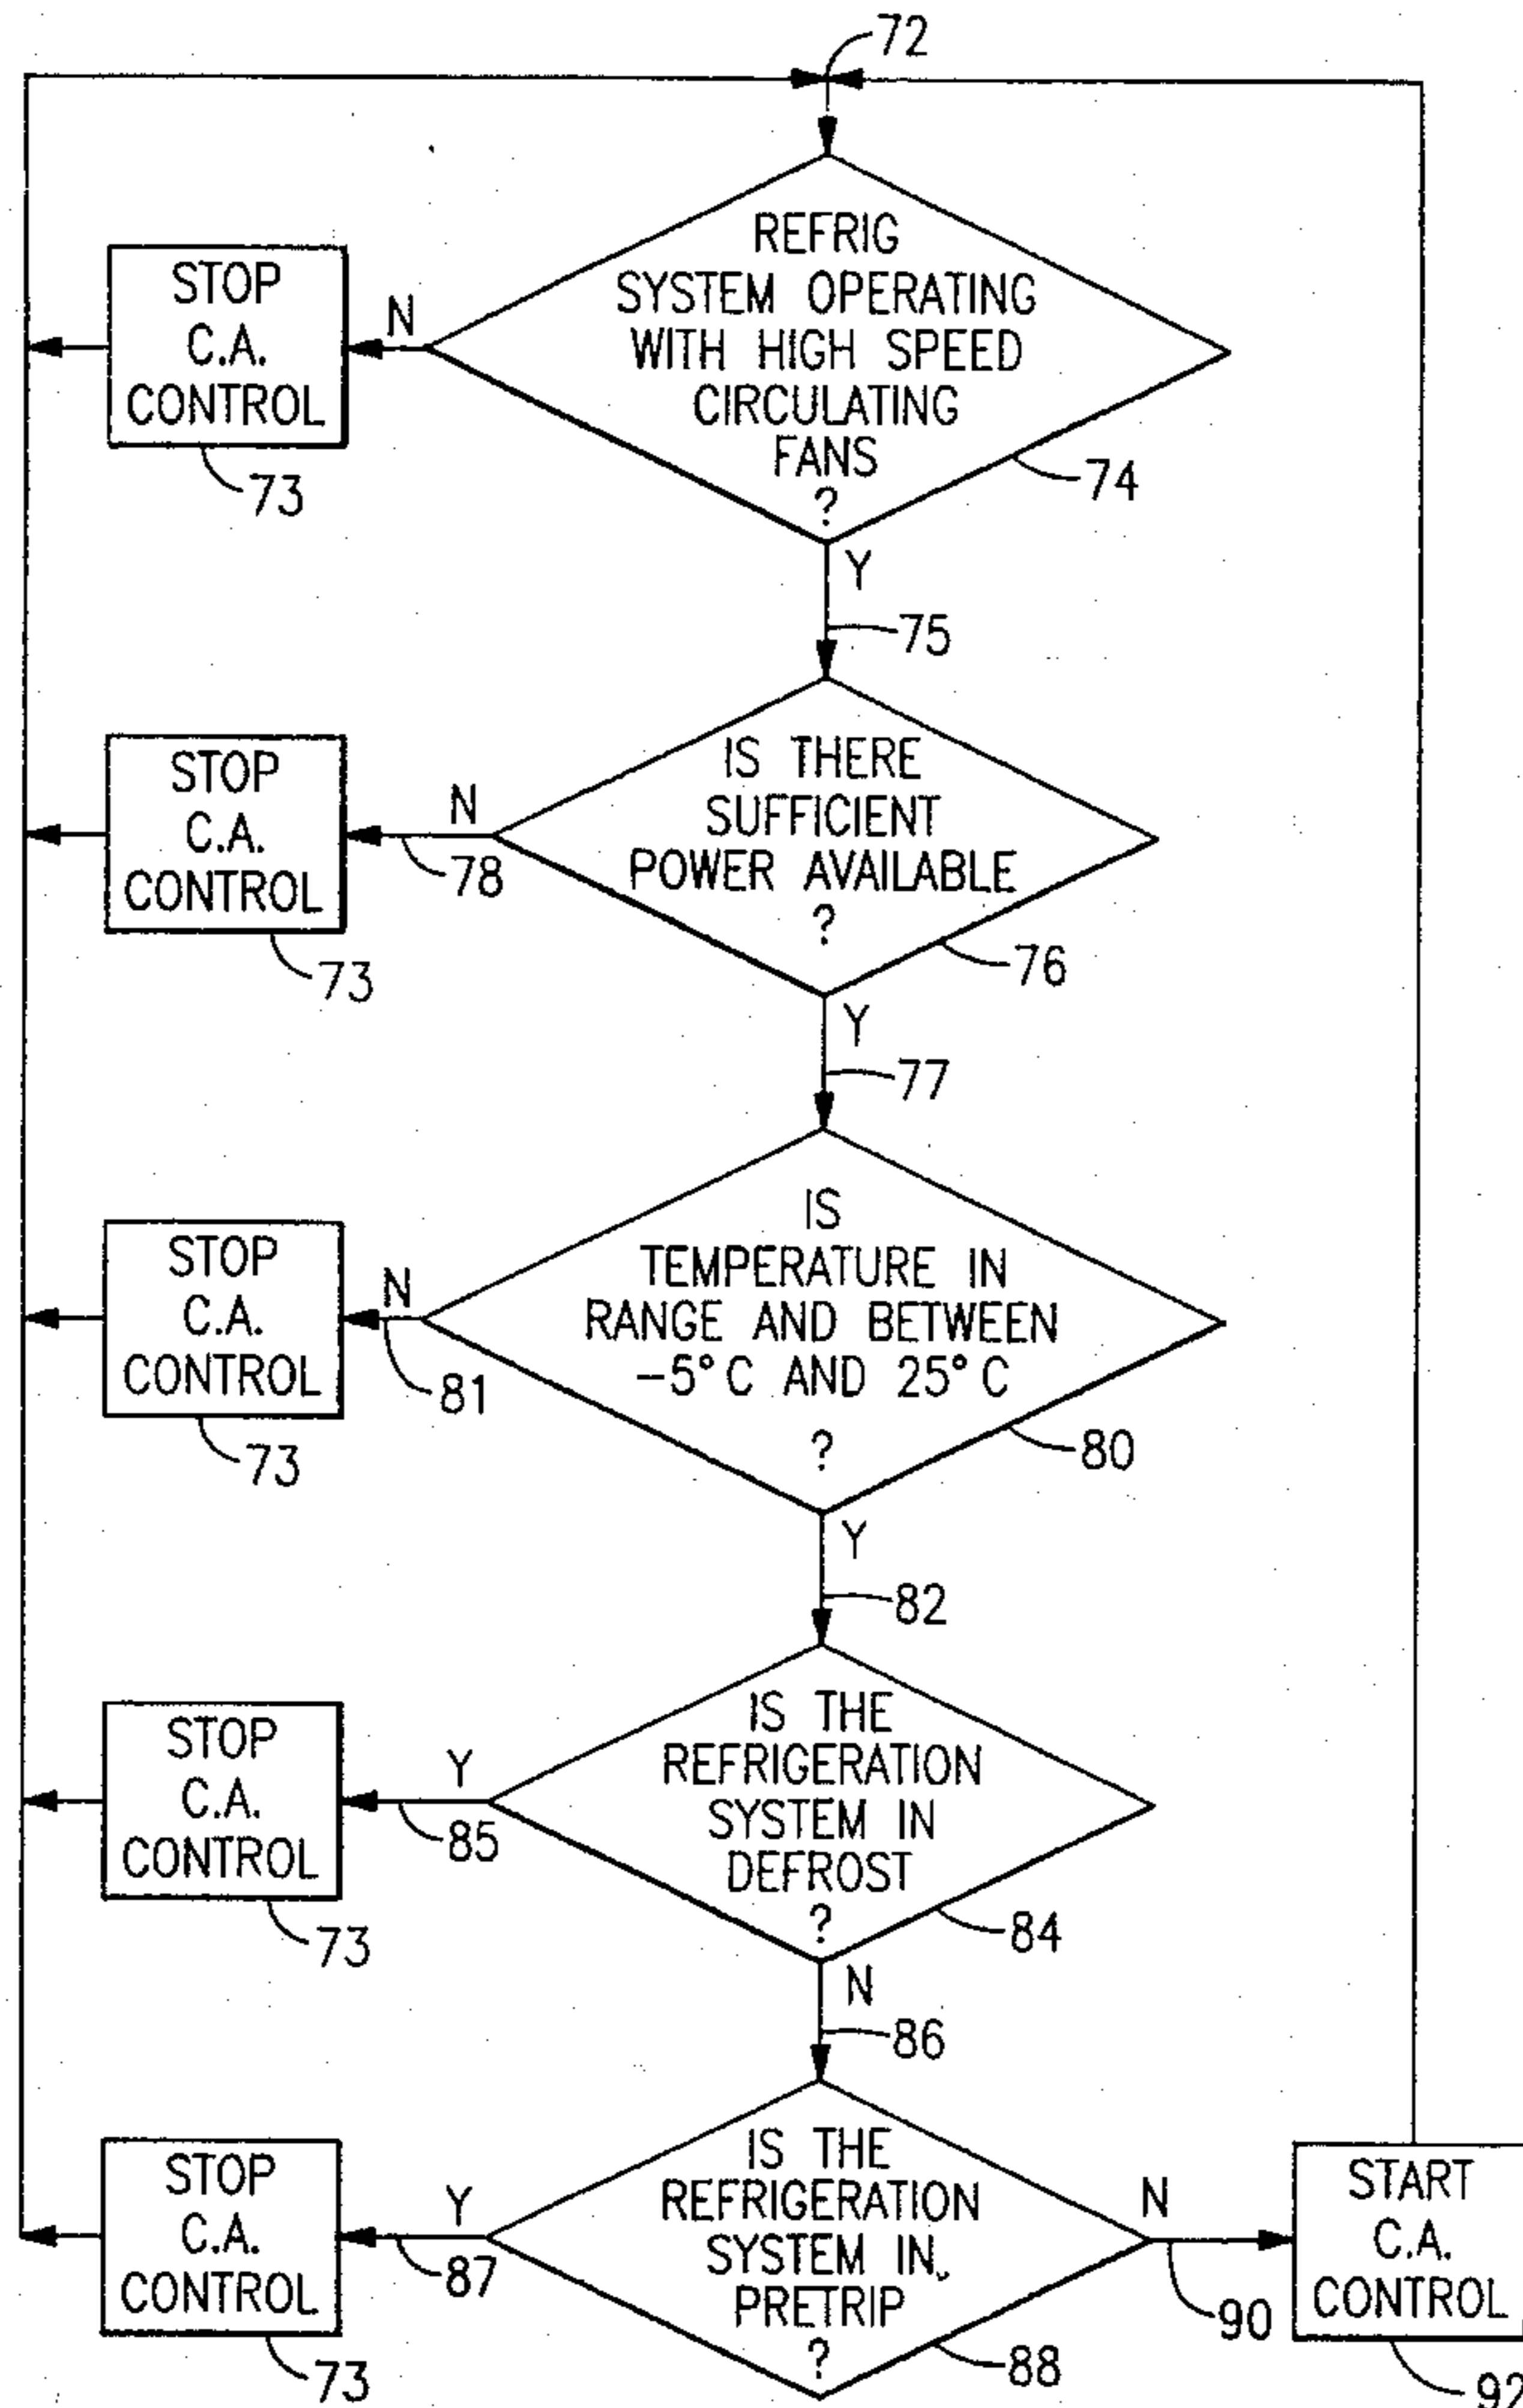 72
REFRIG
SYSTEM OPERATING
WITH HIGH SPEED
CIRCULATING
FANS
?
74
N
STOP
C.A.
CONTROL
73
Y
75
IS THERE
SUFFICIENT
POWER AVAILABLE
?
76
N
78
STOP
C.A.
CONTROL
73
Y
77
IS
TEMPERATURE IN
RANGE AND BETWEEN
-5°C AND 25°C
?
80
N
81
STOP
C.A.
CONTROL
73
Y
82
IS THE
REFRIGERATION
SYSTEM IN
DEFROST
?
84
Y
85
STOP
C.A.
CONTROL
73
N
86
IS THE
REFRIGERATION
SYSTEM IN
PRETRIP
?
88
Y
87
STOP
C.A.
CONTROL
73
N
90
START
C.A.
CONTROL
92